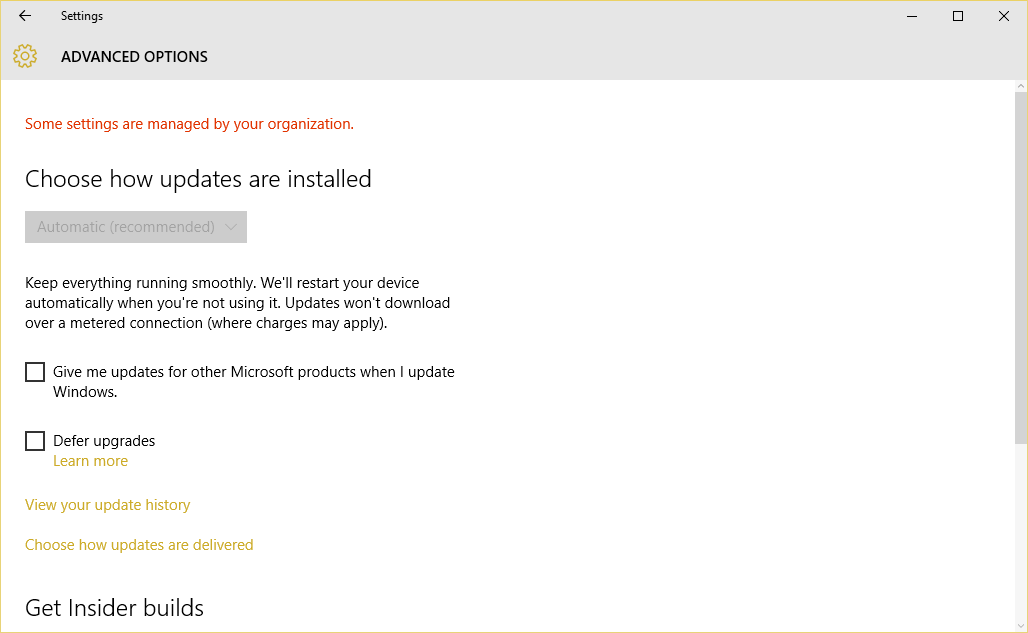 Settings
ADVANCED OPTIONS
Some settings are managed by your organization.
Choose how updates are installed
Automatic (recommended)
Keep everything running smoothly. We'll restart your device
automatically when you're not using it. Updates won't download
over a metered connection (where charges may apply).
Give me updates for other Microsoft products when I update
Windows.
Defer upgrades
Learn more
View your update history
Choose how updates are delivered
Get Insider builds